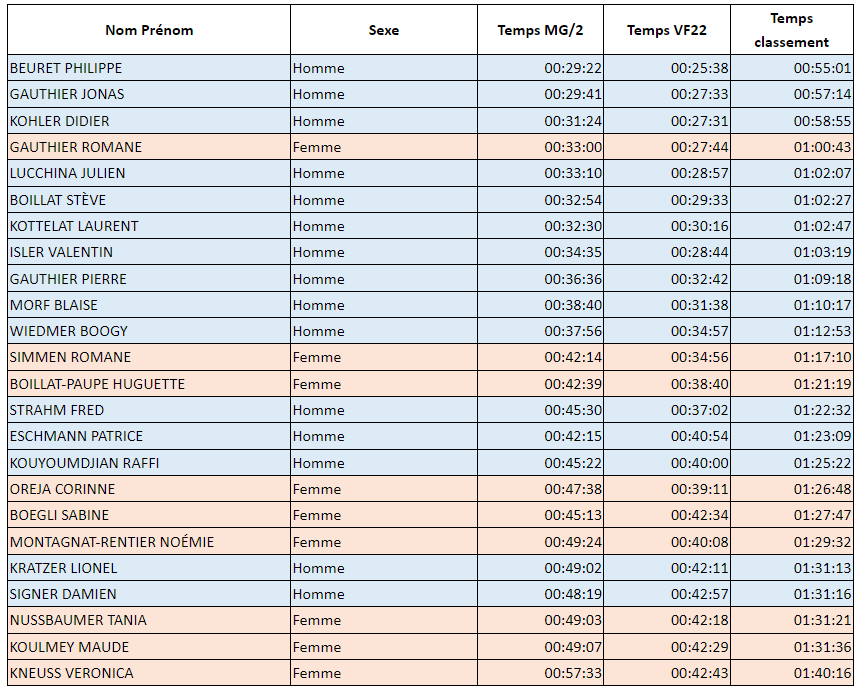 Nom Prénom Sexe Temps MG/2 Temps VF22 Temps classement
BEURET PHILIPPE Homme 00:29:22 00:25:38 00:55:01
GAUTHIER JONAS Homme 00:29:41 00:27:33 00:57:14
KOHLER DIDIER Homme 00:31:24 00:27:31 00:58:55
GAUTHIER ROMANE Femme 00:33:00 00:27:44 01:00:43
LUCCHINA JULIEN Homme 00:33:10 00:28:57 01:02:07
BOILLAT STÈVE Homme 00:32:54 00:29:33 01:02:27
KOTTELAT LAURENT Homme 00:32:30 00:30:16 01:02:47
ISLER VALENTIN Homme 00:34:35 00:28:44 01:03:19
GAUTHIER PIERRE Homme 00:36:36 00:32:42 01:09:18
MORF BLAISE Homme 00:38:40 00:31:38 01:10:17
WIEDMER BOOGY Homme 00:37:56 00:34:57 01:12:53
SIMMEN ROMANE Femme 00:42:14 00:34:56 01:17:10
BOILLAT-PAUPE HUGUETTE Femme 00:42:39 00:38:40 01:21:19
STRAHM FRED Homme 00:45:30 00:37:02 01:22:32
ESCHMANN PATRICE Homme 00:42:15 00:40:54 01:23:09
KOUYOUMDJIAN RAFFI Homme 00:45:22 00:40:00 01:25:22
OREJA CORINNE Femme 00:47:38 00:39:11 01:26:48
BOEGLI SABINE Femme 00:45:13 00:42:34 01:27:47
MONTAGNAT-RENTIER NOÉMIE Femme 00:49:24 00:40:08 01:29:32
KRATZER LIONEL Homme 00:49:02 00:42:11 01:31:13
SIGNER DAMIEN Homme 00:48:19 00:42:57 01:31:16
NUSSBAUMER TANIA Femme 00:49:03 00:42:18 01:31:21
KOULMEY MAUDE Femme 00:49:07 00:42:29 01:31:36
KNEUSS VERONICA Femme 00:57:33 00:42:43 01:40:16